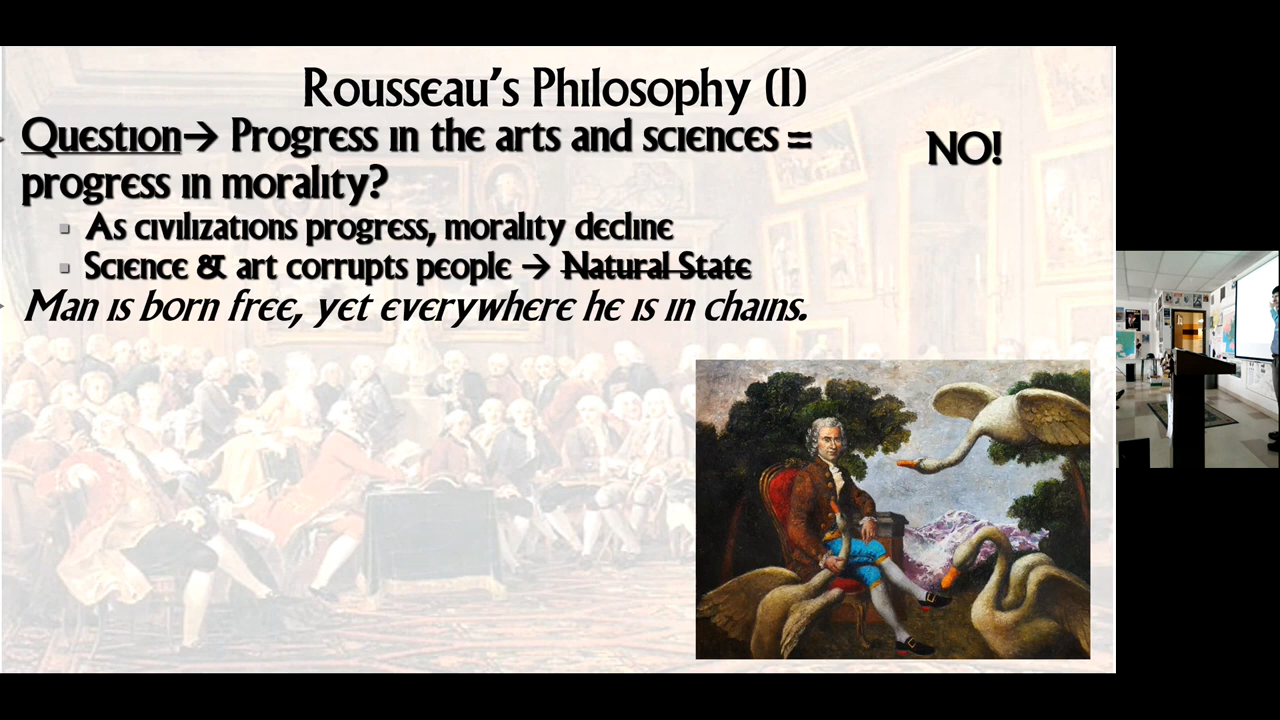 Rousseau's Philosophy (I)
Question→ Progress in the arts and sciences =
progress in morality?
NO!
▪ As civilizations progress, morality decline
▪ Science & art corrupts people → Natural State
Man is born free, yet everywhere he is in chains.